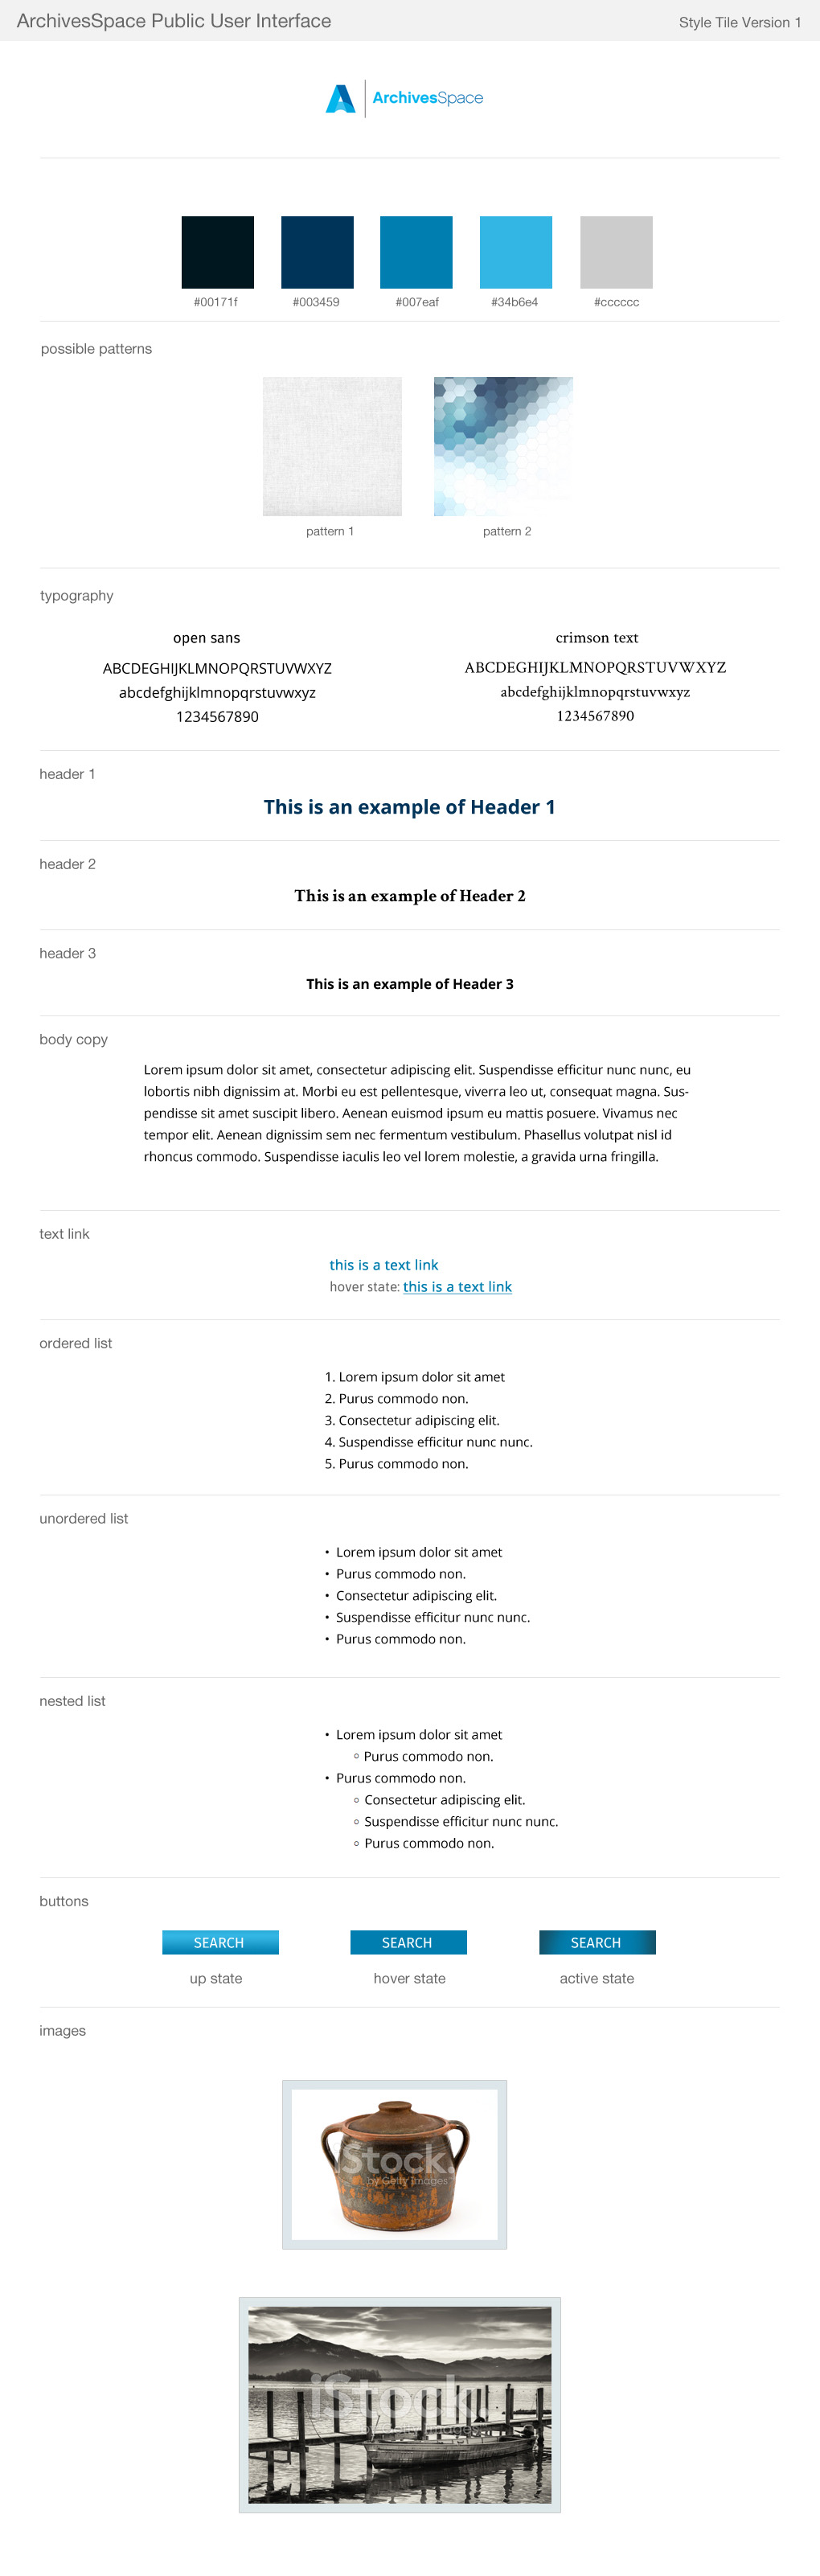 ArchivesSpace Public User Interface
Style Tile Version 1
ArchivesSpace
#00171f
#003459
#007eaf
#34b6e4
#cccccc
possible patterns
pattern 1
pattern 2
typography
open sans
ABCDEGHIJKLMNOPQRSTUVWXYZ
abcdefghijklmnopqrstuvwxyz
1234567890
crimson text
ABCDEGHIJKLMNOPQRSTUVWXYZ
abcdefghijklmnopqrstuvwxyz
1234567890
header 1
This is an example of Header 1
header 2
This is an example of Header 2
header 3
This is an example of Header 3
body copy
Lorem ipsum dolor sit amet, consectetur adipiscing elit. Suspendisse efficitur nunc nunc, eu
lobortis nibh dignissim at. Morbi eu est pellentesque, viverra leo ut, consequat magna. Sus-
pendisse sit amet suscipit libero. Aenean euismod ipsum eu mattis posuere. Vivamus nec
tempor elit. Aenean dignissim sem nec fermentum vestibulum. Phasellus volutpat nisl id
rhoncus commodo. Suspendisse iaculis leo vel lorem molestie, a gravida urna fringilla.
text link
this is a text link
hover state: this is a text link
ordered list
1. Lorem ipsum dolor sit amet
2. Purus commodo non.
3. Consectetur adipiscing elit.
4. Suspendisse efficitur nunc nunc.
5. Purus commodo non.
unordered list
• Lorem ipsum dolor sit amet
• Purus commodo non.
• Consectetur adipiscing elit.
• Suspendisse efficitur nunc nunc.
• Purus commodo non.
nested list
• Lorem ipsum dolor sit amet
◦ Purus commodo non.
• Purus commodo non.
◦ Consectetur adipiscing elit.
◦ Suspendisse efficitur nunc nunc.
◦ Purus commodo non.
buttons
SEARCH
SEARCH
SEARCH
up state
hover state
active state
images
iStock.
by Getty Images
iStock.
by Getty Images